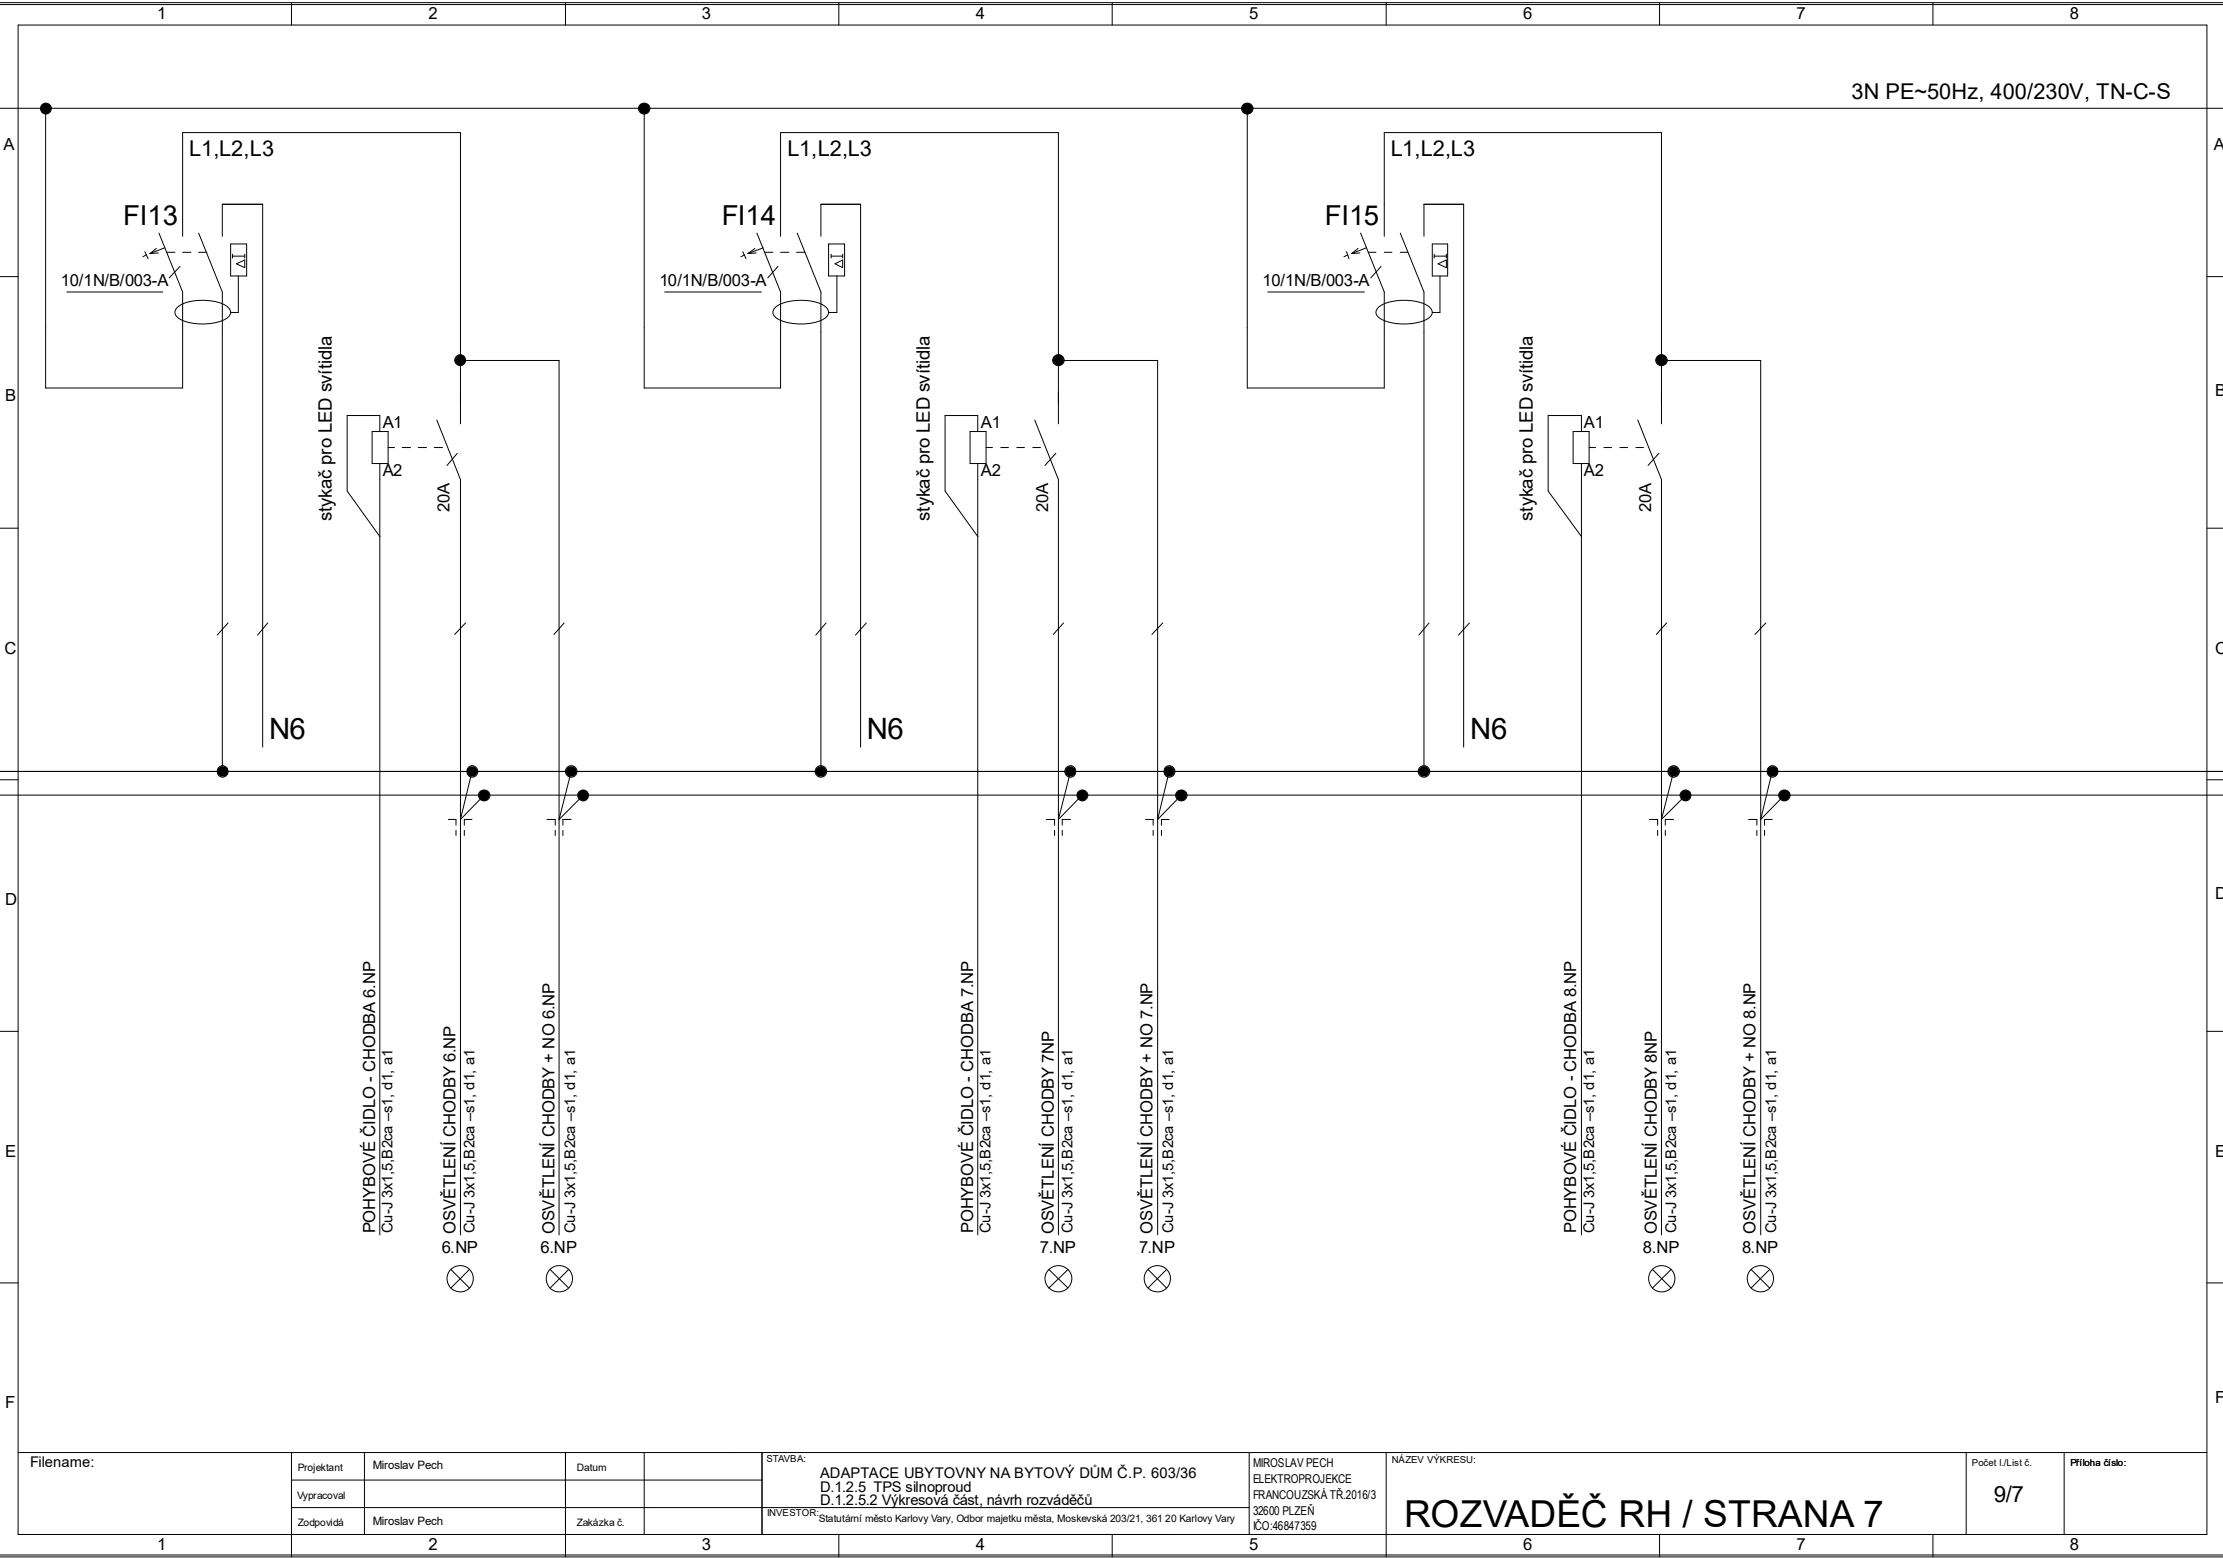 1 2 3 4 5 6 7 8
3N PE~50Hz, 400/230V, TN-C-S
A A
L1,L2,L3 L1,L2,L3 L1,L2,L3
FI13 FI14 FI15
ΔI ΔI ΔI
10/1N/B/003-A 10/1N/B/003-A 10/1N/B/003-A
stykač pro LED svítidla stykač pro LED svítidla stykač pro LED svítidla
B B
A1 A1 A1
A2 A2 A2
20A 20A 20A
C C
N6 N6 N6
D D
POHYBOVÉ ČIDLO - CHODBA 6.NP
Cu-J 3x1,5,B2ca –s1, d1, a1
OSVĚTLENÍ CHODBY 6.NP
Cu-J 3x1,5,B2ca –s1, d1, a1
6.NP
OSVĚTLENÍ CHODBY + NO 6.NP
Cu-J 3x1,5,B2ca –s1, d1, a1
6.NP
POHYBOVÉ ČIDLO - CHODBA 7.NP
Cu-J 3x1,5,B2ca –s1, d1, a1
OSVĚTLENÍ CHODBY 7NP
Cu-J 3x1,5,B2ca –s1, d1, a1
7.NP
OSVĚTLENÍ CHODBY + NO 7.NP
Cu-J 3x1,5,B2ca –s1, d1, a1
7.NP
POHYBOVÉ ČIDLO - CHODBA 8.NP
Cu-J 3x1,5,B2ca –s1, d1, a1
OSVĚTLENÍ CHODBY 8NP
Cu-J 3x1,5,B2ca –s1, d1, a1
8.NP
OSVĚTLENÍ CHODBY + NO 8.NP
Cu-J 3x1,5,B2ca –s1, d1, a1
8.NP
E E
F F
Filename:
Projektant Miroslav Pech Datum
Vypracoval
Zodpovídá Miroslav Pech Zakázka č.
STAVBA:
ADAPTACE UBYTOVNY NA BYTOVÝ DŮM Č.P. 603/36
D.1.2.5 TPS silnoproud
D.1.2.5.2 Výkresová část, návrh rozváděčů
INVESTOR:
Statutární město Karlovy Vary, Odbor majetku města, Moskevská 203/21, 361 20 Karlovy Vary
MIROSLAV PECH
ELEKTROPROJEKCE
FRANCOUZSKÁ TŘ.2016/3
32600 PLZEŇ
IČO:46847359
NÁZEV VÝKRESU:
ROZVADĚČ RH / STRANA 7
Počet l./List č.
9/7
Příloha číslo:
1 2 3 4 5 6 7 8